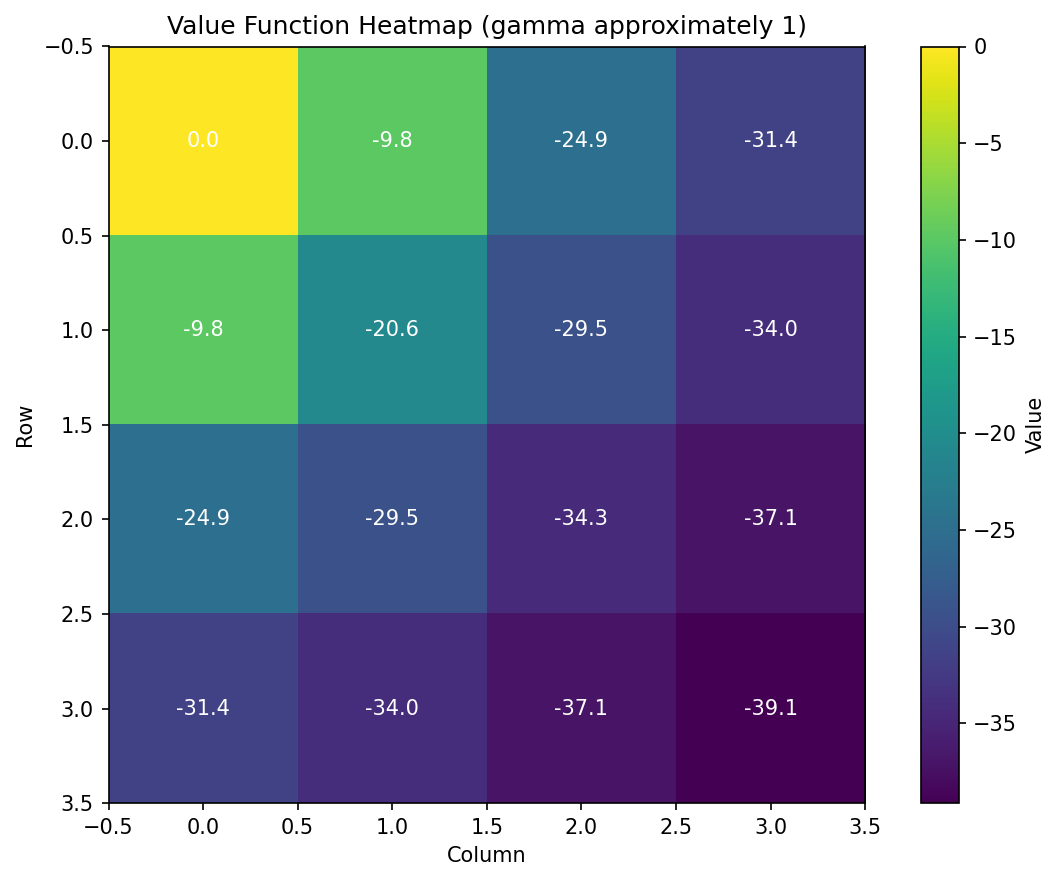 Value Function Heatmap (gamma approximately 1)
−0.5
0.0
0.5
1.0
1.5
2.0
2.5
3.0
3.5
Row
0.0 -9.8 -24.9 -31.4
-9.8 -20.6 -29.5 -34.0
-24.9 -29.5 -34.3 -37.1
-31.4 -34.0 -37.1 -39.1
−0.5 0.0 0.5 1.0 1.5 2.0 2.5 3.0 3.5
Column
0
−5
−10
−15
−20
−25
−30
−35
Value